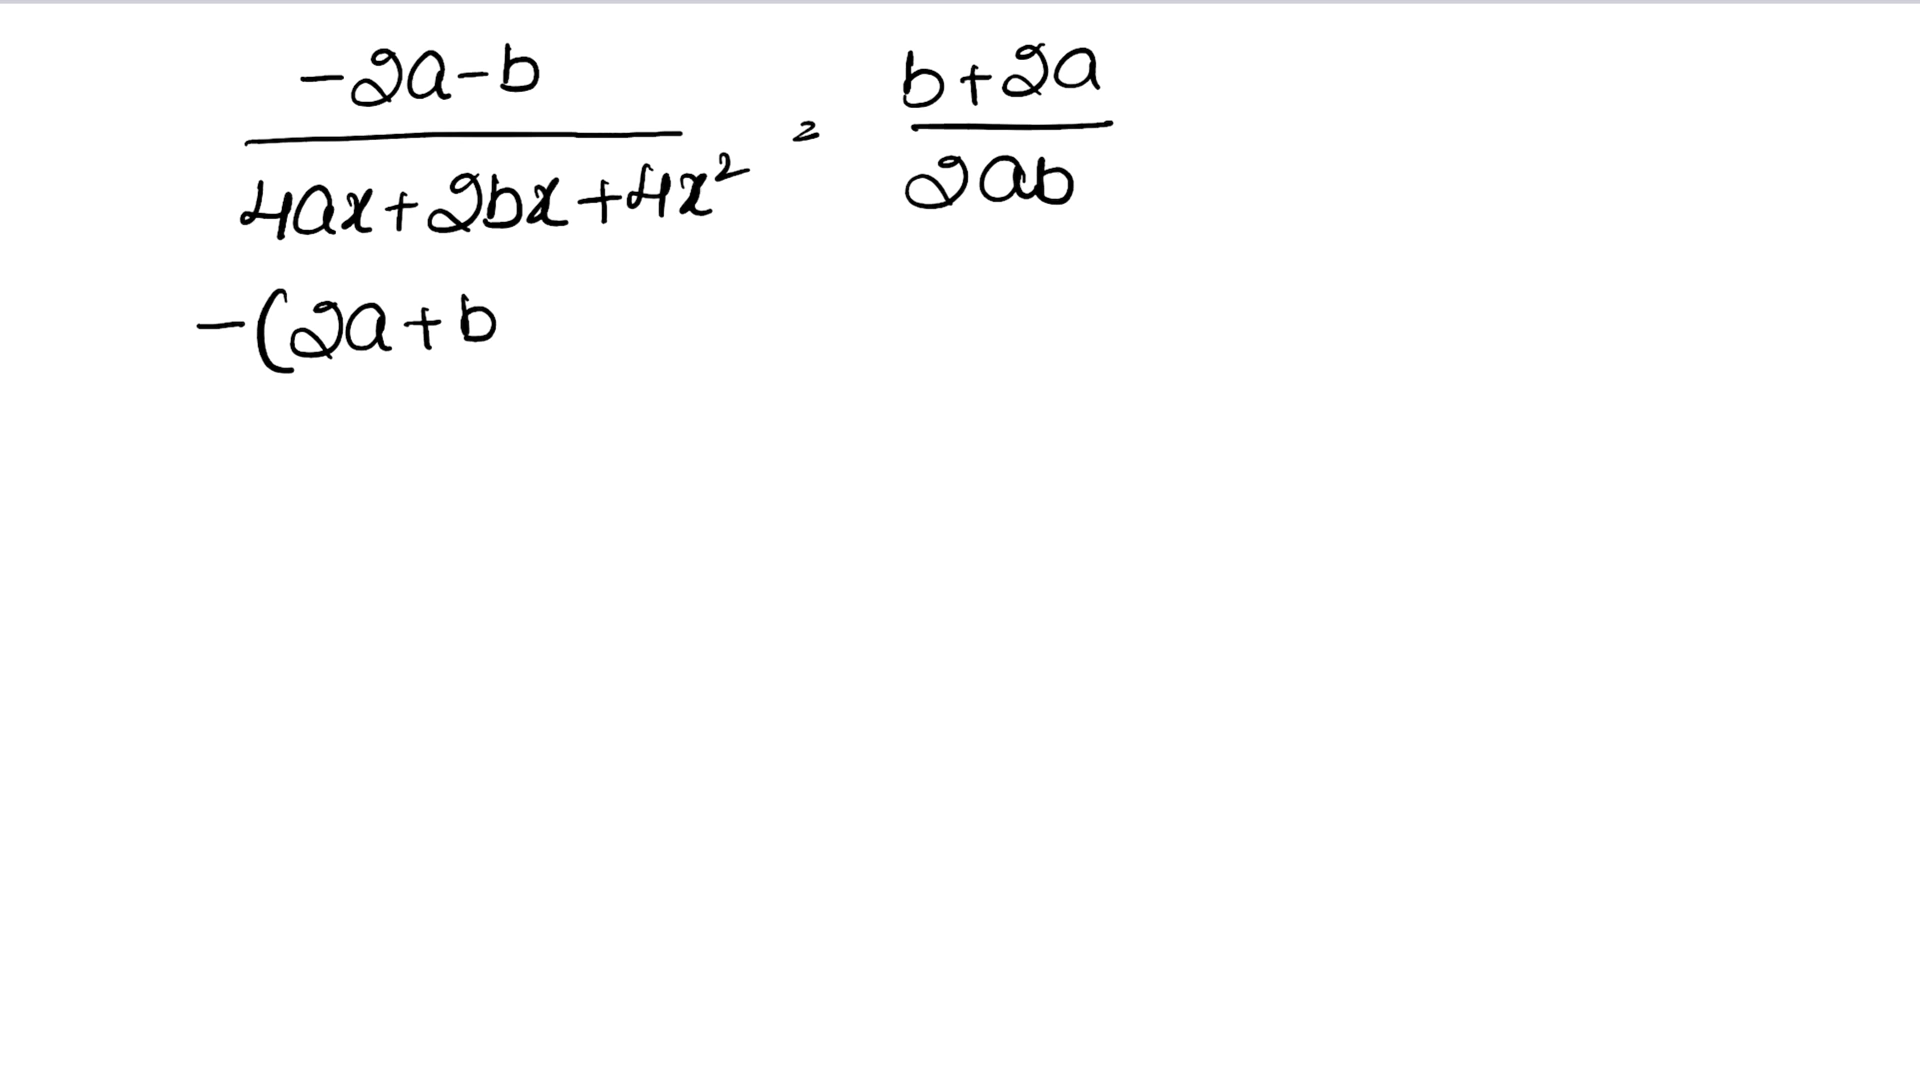 -2a-b / 4ax+2bx+4x² = b+2a / 2ab
-(2a+b